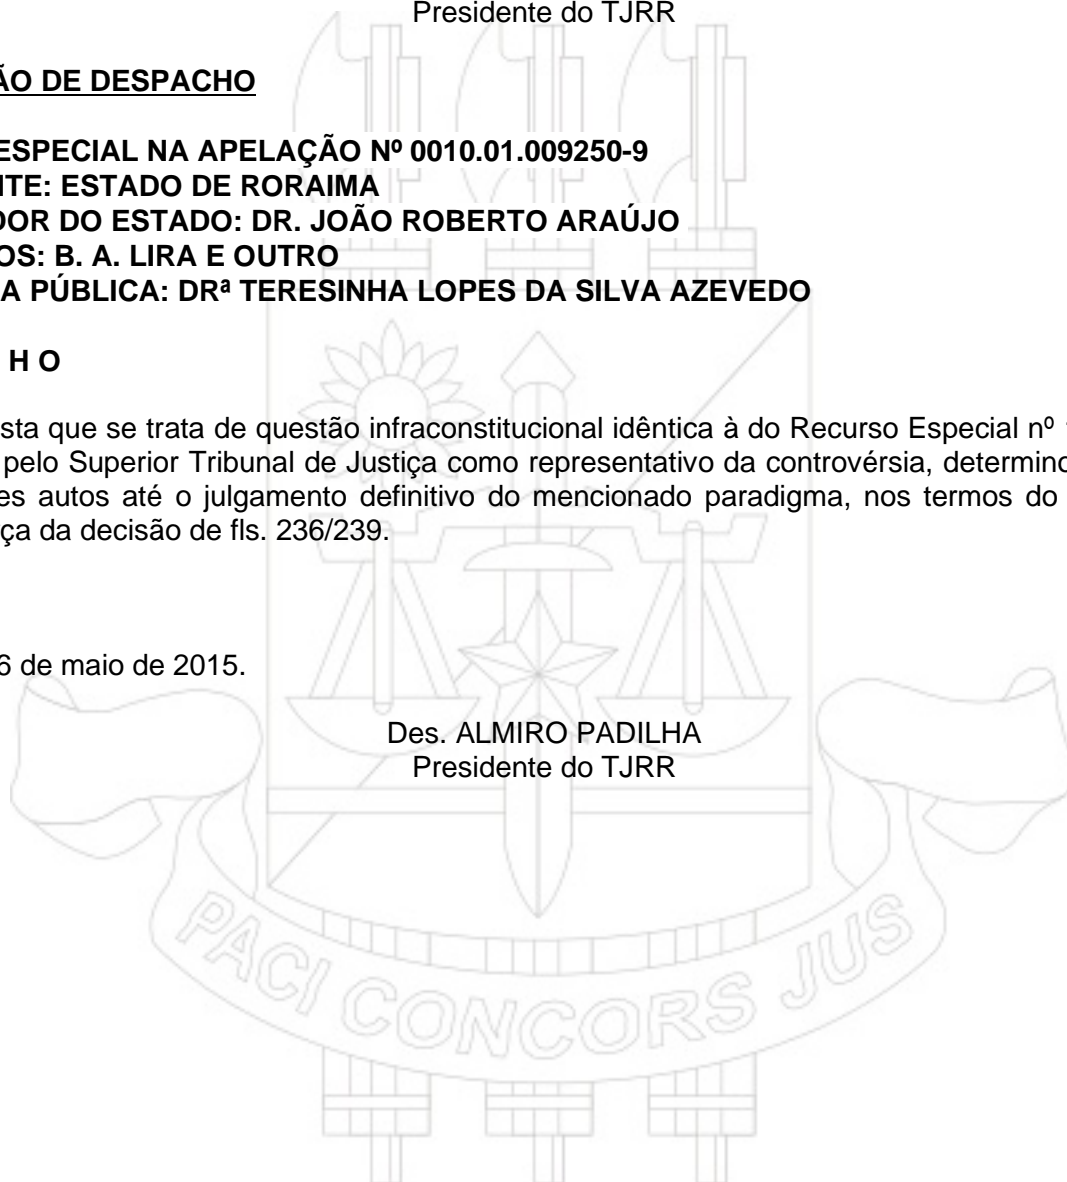 Presidente do TJRR
ÃO DE DESPACHO
ESPECIAL NA APELAÇÃO Nº 0010.01.009250-9
NTE: ESTADO DE RORAIMA
DOR DO ESTADO: DR. JOÃO ROBERTO ARAÚJO
OS: B. A. LIRA E OUTRO
A PÚBLICA: DRª TERESINHA LOPES DA SILVA AZEVEDO
H O
sta que se trata de questão infraconstitucional idêntica à do Recurso Especial nº
pelo Superior Tribunal de Justiça como representativo da controvérsia, determino
es autos até o julgamento definitivo do mencionado paradigma, nos termos do
ça da decisão de fls. 236/239.
6 de maio de 2015.
Des. ALMIRO PADILHA
Presidente do TJRR
PACI CONCORS JUS